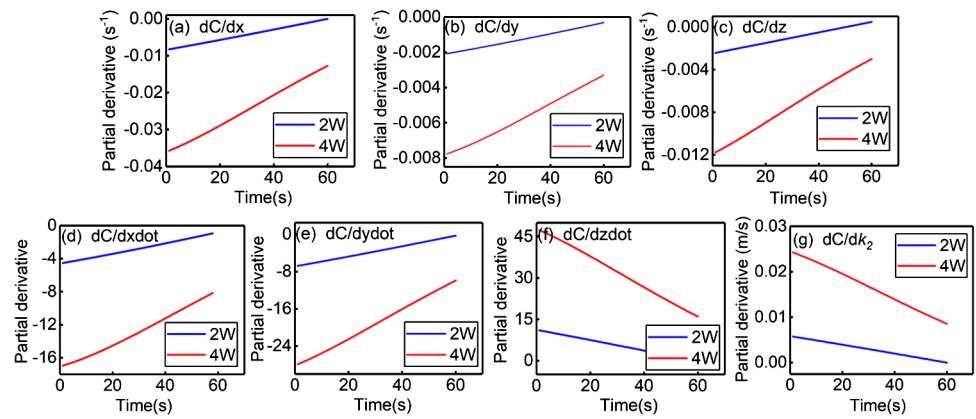 (a) dC/dx
Partial derivative (s⁻¹)
0.00
-0.01
-0.02
-0.03
-0.04
0 20 40 60
Time(s)
2W
4W
(b) dC/dy
Partial derivative (s⁻¹)
0.000
-0.002
-0.004
-0.006
-0.008
0 20 40 60
Time(s)
2W
4W
(c) dC/dz
Partial derivative (s⁻¹)
0.000
-0.004
-0.008
-0.012
0 20 40 60
Time(s)
2W
4W
(d) dC/dxdot
Partial derivative
0
-4
-8
-12
-16
0 20 40 60
Time(s)
2W
4W
(e) dC/dydot
Partial derivative
0
-8
-16
-24
0 20 40 60
Time(s)
2W
4W
(f) dC/dzdot
Partial derivative
45
30
15
0
0 20 40 60
Time(s)
2W
4W
(g) dC/dk₂
Partial derivative (m/s)
0.03
0.02
0.01
0.00
0 20 40 60
Time(s)
2W
4W